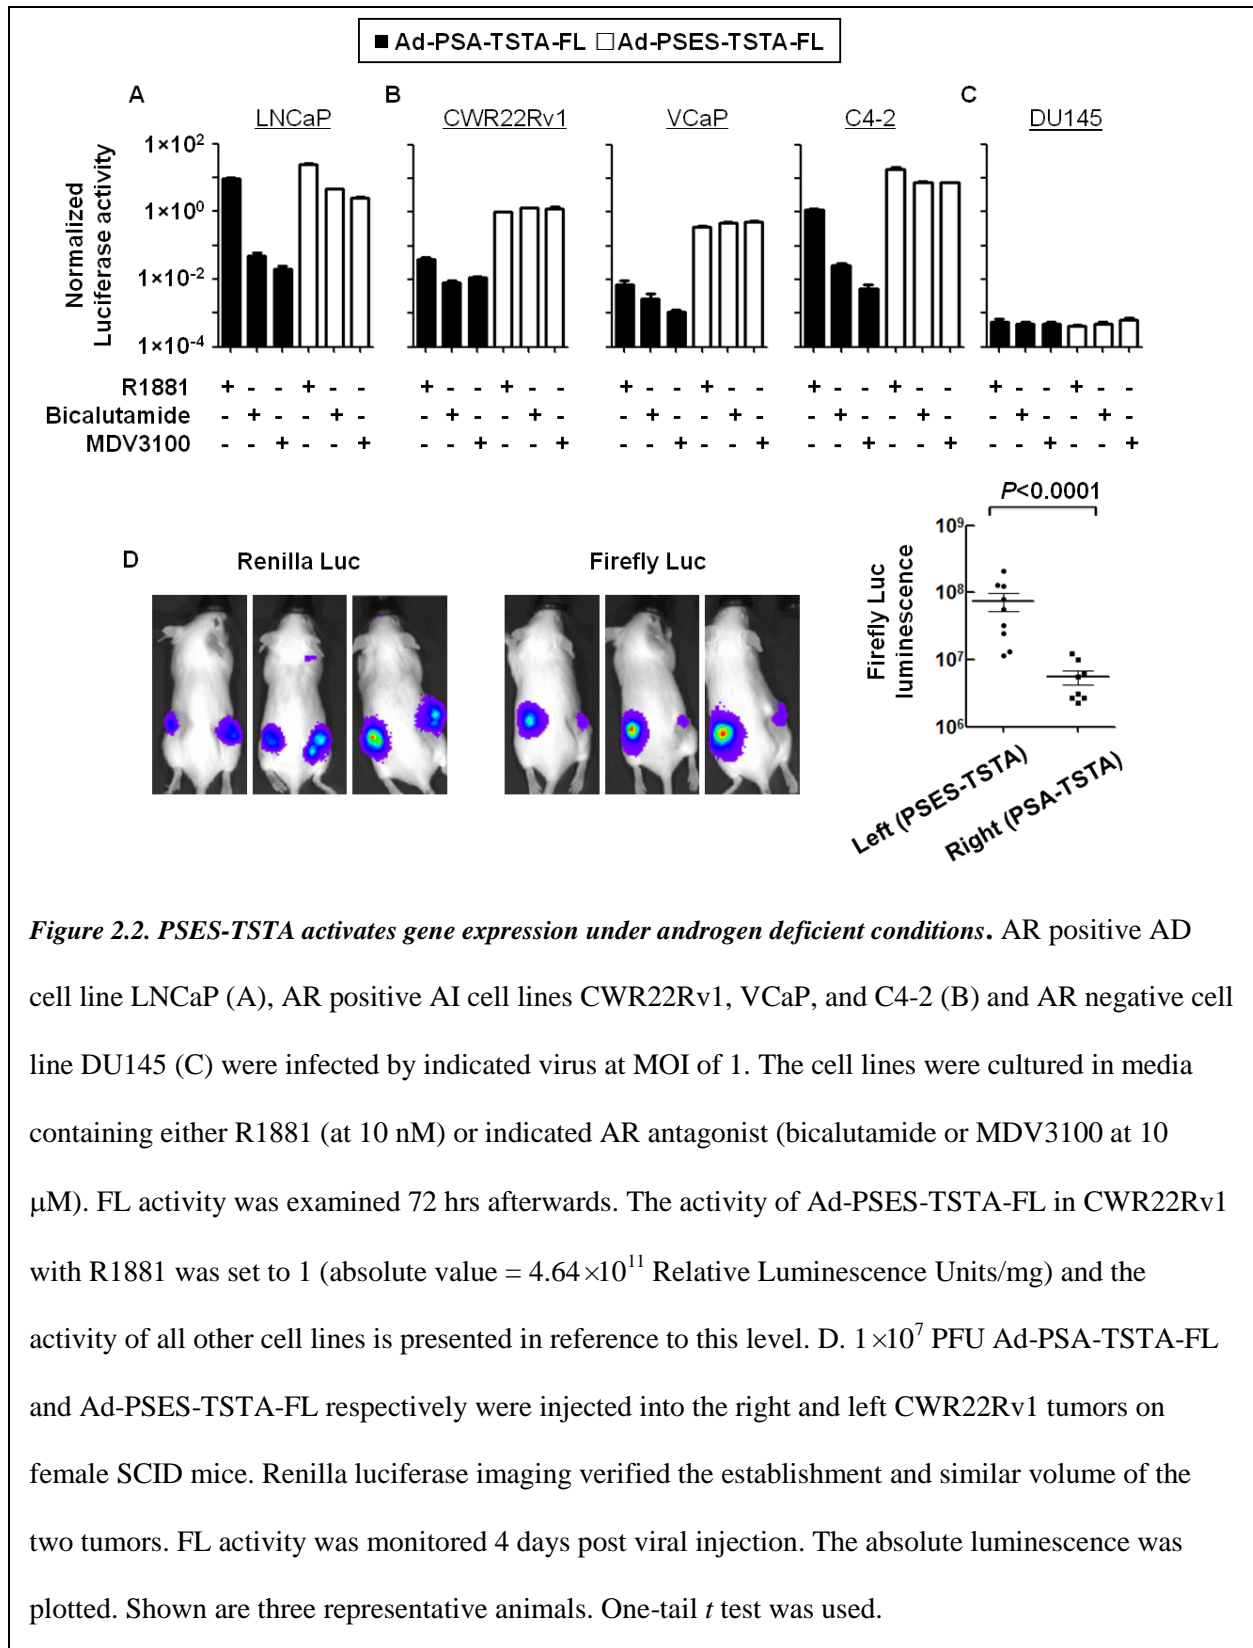 ■ Ad-PSA-TSTA-FL □ Ad-PSES-TSTA-FL
A B C
LNCaP CWR22Rv1 VCaP C4-2 DU145
Normalized
Luciferase activity
1×10²
1×10⁰
1×10⁻²
1×10⁻⁴
R1881 + - - + - - + - - + - - + - - + - - + - - + - - + - - + - -
Bicalutamide - + - - + - - + - - + - - + - - + - - + - - + - - + - - + -
MDV3100 - - + - - + - - + - - + - - + - - + - - + - - + - - + - - +
D Renilla Luc Firefly Luc
P<0.0001
Firefly Luc
luminescence
10⁹
10⁸
10⁷
10⁶
Left (PSES-TSTA)
Right (PSA-TSTA)
Figure 2.2. PSES-TSTA activates gene expression under androgen deficient conditions. AR positive AD
cell line LNCaP (A), AR positive AI cell lines CWR22Rv1, VCaP, and C4-2 (B) and AR negative cell
line DU145 (C) were infected by indicated virus at MOI of 1. The cell lines were cultured in media
containing either R1881 (at 10 nM) or indicated AR antagonist (bicalutamide or MDV3100 at 10
μM). FL activity was examined 72 hrs afterwards. The activity of Ad-PSES-TSTA-FL in CWR22Rv1
with R1881 was set to 1 (absolute value = 4.64×10¹¹ Relative Luminescence Units/mg) and the
activity of all other cell lines is presented in reference to this level. D. 1×10⁷ PFU Ad-PSA-TSTA-FL
and Ad-PSES-TSTA-FL respectively were injected into the right and left CWR22Rv1 tumors on
female SCID mice. Renilla luciferase imaging verified the establishment and similar volume of the
two tumors. FL activity was monitored 4 days post viral injection. The absolute luminescence was
plotted. Shown are three representative animals. One-tail t test was used.